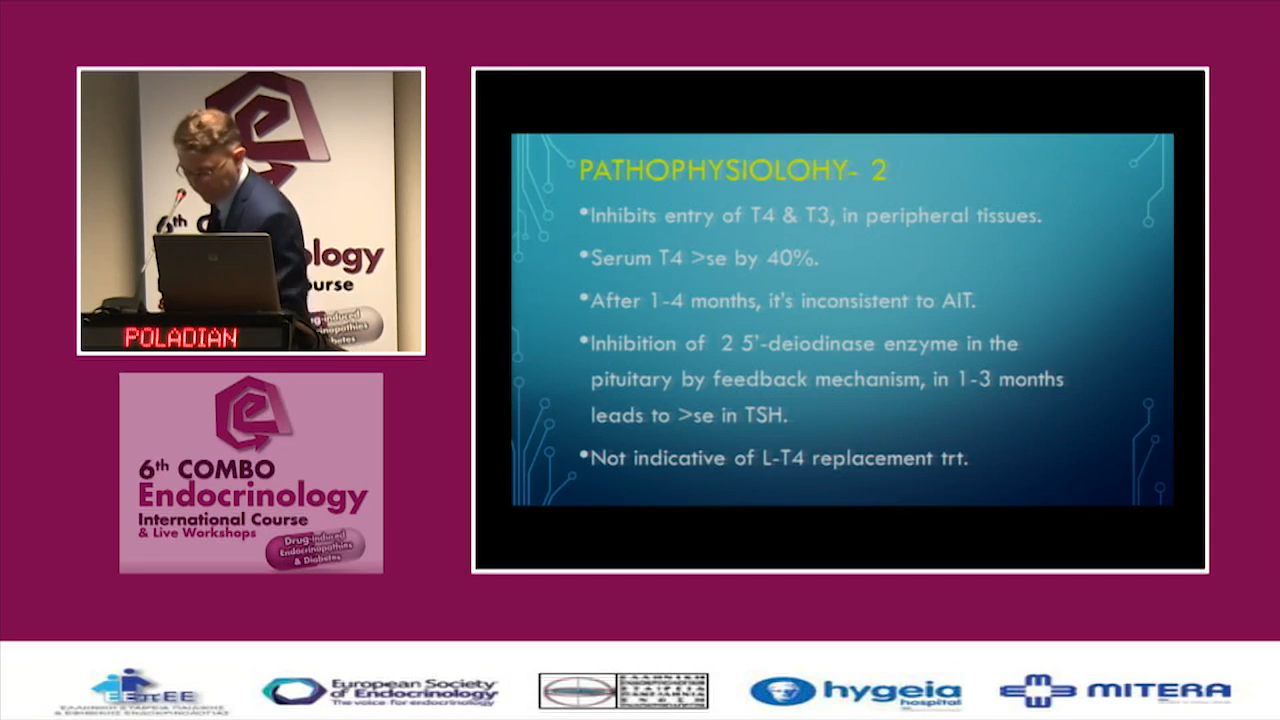 6th
ology
urse
POLADIAN
6th COMBO
Endocrinology
International Course
& Live Workshops
Drug-induced
Endocrinopathies
& Diabetes
PATHOPHYSIOLOHY- 2
•Inhibits entry of T4 & T3, in peripheral tissues.
•Serum T4 >se by 40%.
•After 1-4 months, it's inconsistent to AIT.
•Inhibition of 2 5'-deiodinase enzyme in the
pituitary by feedback mechanism, in 1-3 months
leads to >se in TSH.
•Not indicative of L-T4 replacement trt.
European Society
of Endocrinology
The voice for endocrinology
hygeia
hospital
MITERA